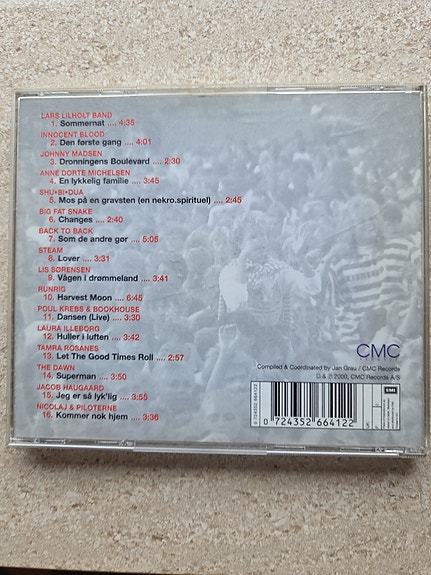 LARS LILHOLT BAND
1. Sommernat .... 4:35
INNOCENT BLOOD
2. Den første gang .... 4:01
JOHNNY MADSEN
3. Dronningens Boulevard .... 2:30
ANNE DORTE MICHELSEN
4. En lykkelig familie .... 3:45
SHU•BI•DUA
5. Mos på en gravsten (en nekro.spirituel) .... 2:45
BIG FAT SNAKE
6. Changes .... 2:40
BACK TO BACK
7. Som de andre gør .... 5:05
STEAM
8. Lover .... 3:31
LIS SØRENSEN
9. Vågen i drømmeland .... 3:41
RUNRIG
10. Harvest Moon .... 6:45
POUL KREBS & BOOKHOUSE
11. Dansen (Live) .... 3:30
LAURA ILLEBORG
12. Huller i luften .... 3:42
TAMRA ROSANES
13. Let The Good Times Roll .... 2:57
THE DAWN
14. Superman .... 3:50
JACOB HAUGAARD
15. Jeg er så lyk'lig .... 3:55
NICOLAJ & PILOTERNE
16. Kommer nok hjem .... 3:36
CMC
Compiled & Coordinated by Jan Grau / CMC Records
℗ & © 2000, CMC Records A/S
0 724352 664122
EMI
0 724352 664122